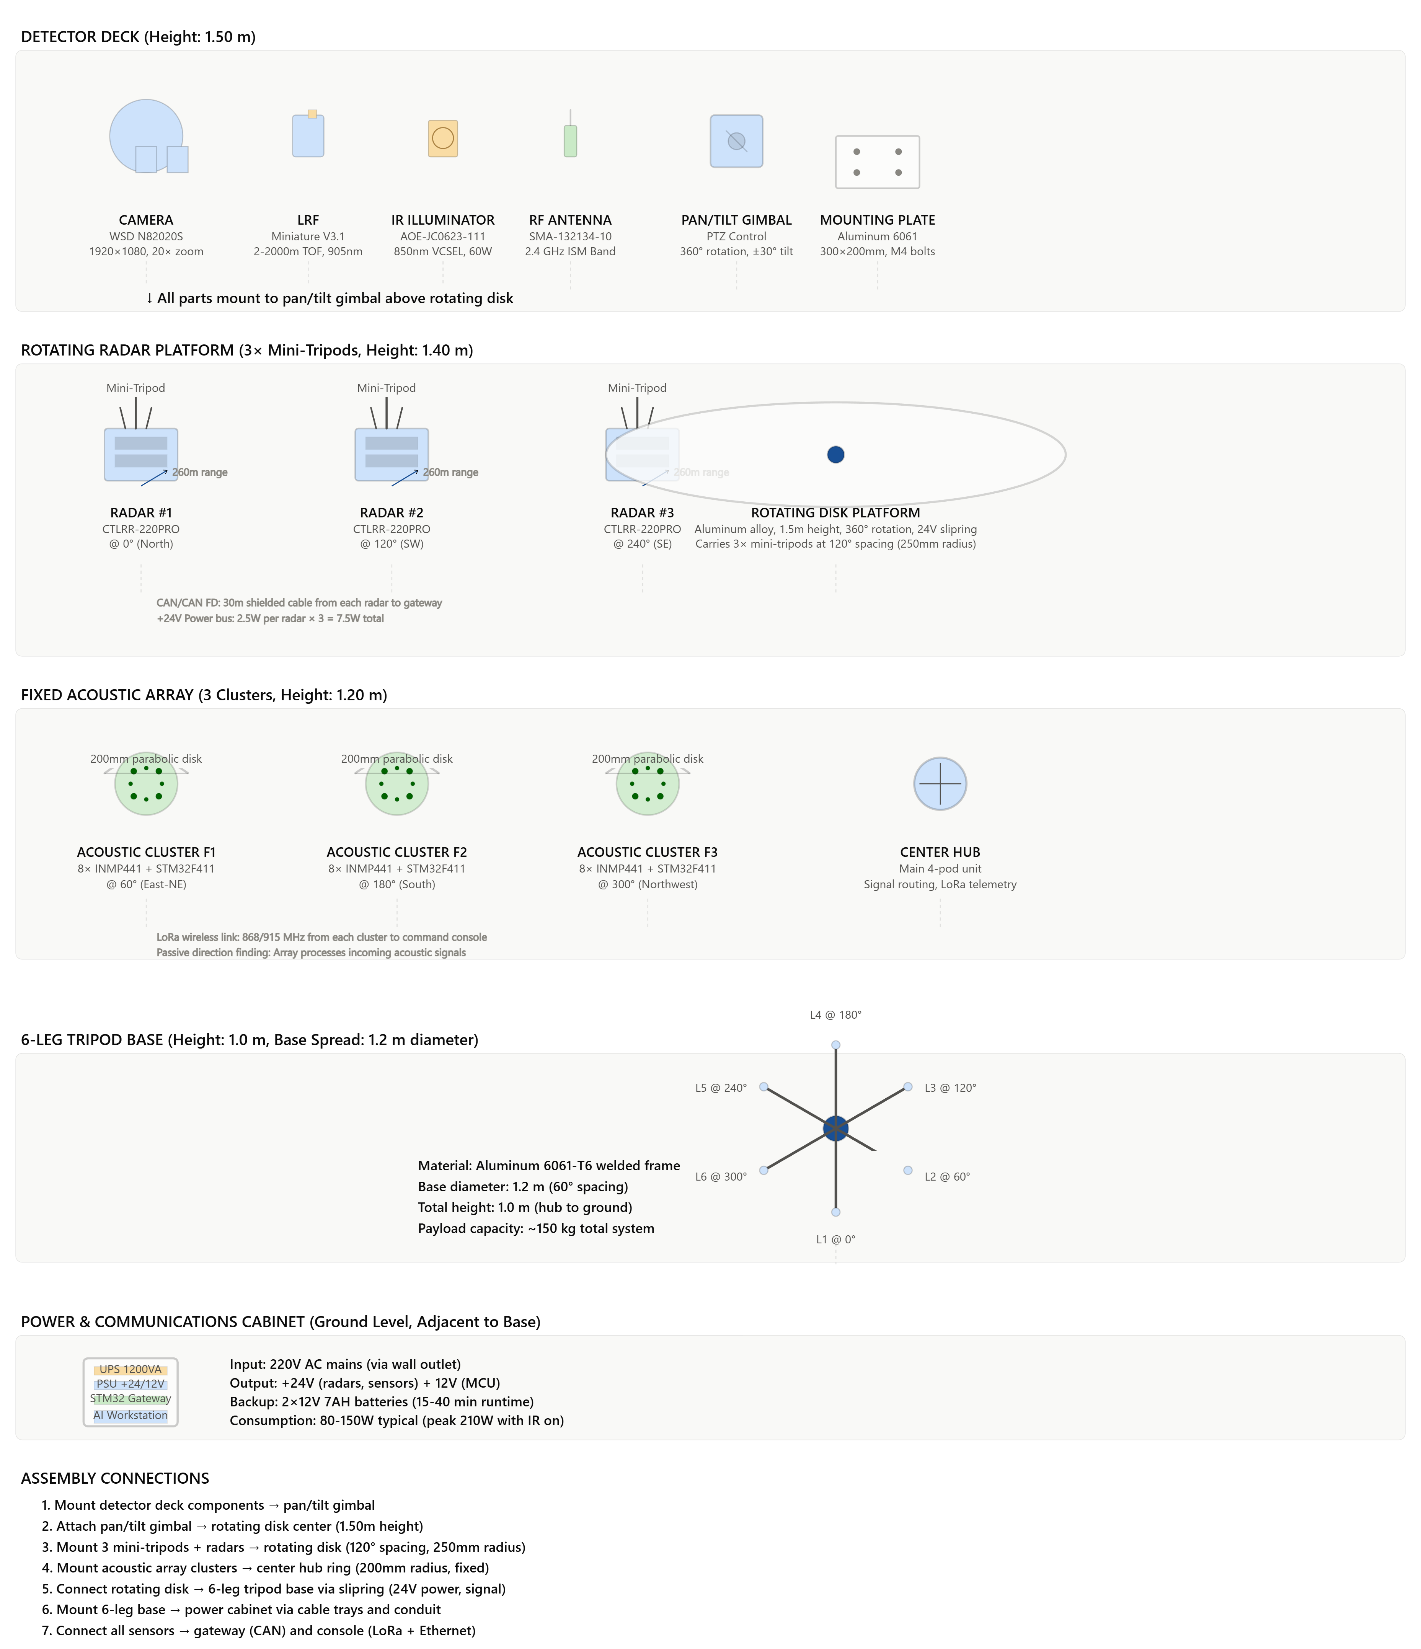 DETECTOR DECK (Height: 1.50 m)
CAMERA
WSD N82020S
1920×1080, 20× zoom
LRF
Miniature V3.1
2-2000m TOF, 905nm
IR ILLUMINATOR
AOE-JC0623-111
850nm VCSEL, 60W
RF ANTENNA
SMA-132134-10
2.4 GHz ISM Band
PAN/TILT GIMBAL
PTZ Control
360° rotation, ±30° tilt
MOUNTING PLATE
Aluminum 6061
300×200mm, M4 bolts
↓ All parts mount to pan/tilt gimbal above rotating disk
ROTATING RADAR PLATFORM (3× Mini-Tripods, Height: 1.40 m)
Mini-Tripod
260m range
RADAR #1
CTLRR-220PRO
@ 0° (North)
Mini-Tripod
260m range
RADAR #2
CTLRR-220PRO
@ 120° (SW)
Mini-Tripod
260m range
RADAR #3
CTLRR-220PRO
@ 240° (SE)
ROTATING DISK PLATFORM
Aluminum alloy, 1.5m height, 360° rotation, 24V slipring
Carries 3× mini-tripods at 120° spacing (250mm radius)
CAN/CAN FD: 30m shielded cable from each radar to gateway
+24V Power bus: 2.5W per radar × 3 = 7.5W total
FIXED ACOUSTIC ARRAY (3 Clusters, Height: 1.20 m)
200mm parabolic disk
ACOUSTIC CLUSTER F1
8× INMP441 + STM32F411
@ 60° (East-NE)
200mm parabolic disk
ACOUSTIC CLUSTER F2
8× INMP441 + STM32F411
@ 180° (South)
200mm parabolic disk
ACOUSTIC CLUSTER F3
8× INMP441 + STM32F411
@ 300° (Northwest)
CENTER HUB
Main 4-pod unit
Signal routing, LoRa telemetry
LoRa wireless link: 868/915 MHz from each cluster to command console
Passive direction finding: Array processes incoming acoustic signals
6-LEG TRIPOD BASE (Height: 1.0 m, Base Spread: 1.2 m diameter)
L4 @ 180°
L5 @ 240°
L3 @ 120°
L6 @ 300°
L2 @ 60°
L1 @ 0°
Material: Aluminum 6061-T6 welded frame
Base diameter: 1.2 m (60° spacing)
Total height: 1.0 m (hub to ground)
Payload capacity: ~150 kg total system
POWER & COMMUNICATIONS CABINET (Ground Level, Adjacent to Base)
UPS 1200VA
PSU +24/12V
STM32 Gateway
AI Workstation
Input: 220V AC mains (via wall outlet)
Output: +24V (radars, sensors) + 12V (MCU)
Backup: 2×12V 7AH batteries (15-40 min runtime)
Consumption: 80-150W typical (peak 210W with IR on)
ASSEMBLY CONNECTIONS
1. Mount detector deck components → pan/tilt gimbal
2. Attach pan/tilt gimbal → rotating disk center (1.50m height)
3. Mount 3 mini-tripods + radars → rotating disk (120° spacing, 250mm radius)
4. Mount acoustic array clusters → center hub ring (200mm radius, fixed)
5. Connect rotating disk → 6-leg tripod base via slipring (24V power, signal)
6. Mount 6-leg base → power cabinet via cable trays and conduit
7. Connect all sensors → gateway (CAN) and console (LoRa + Ethernet)